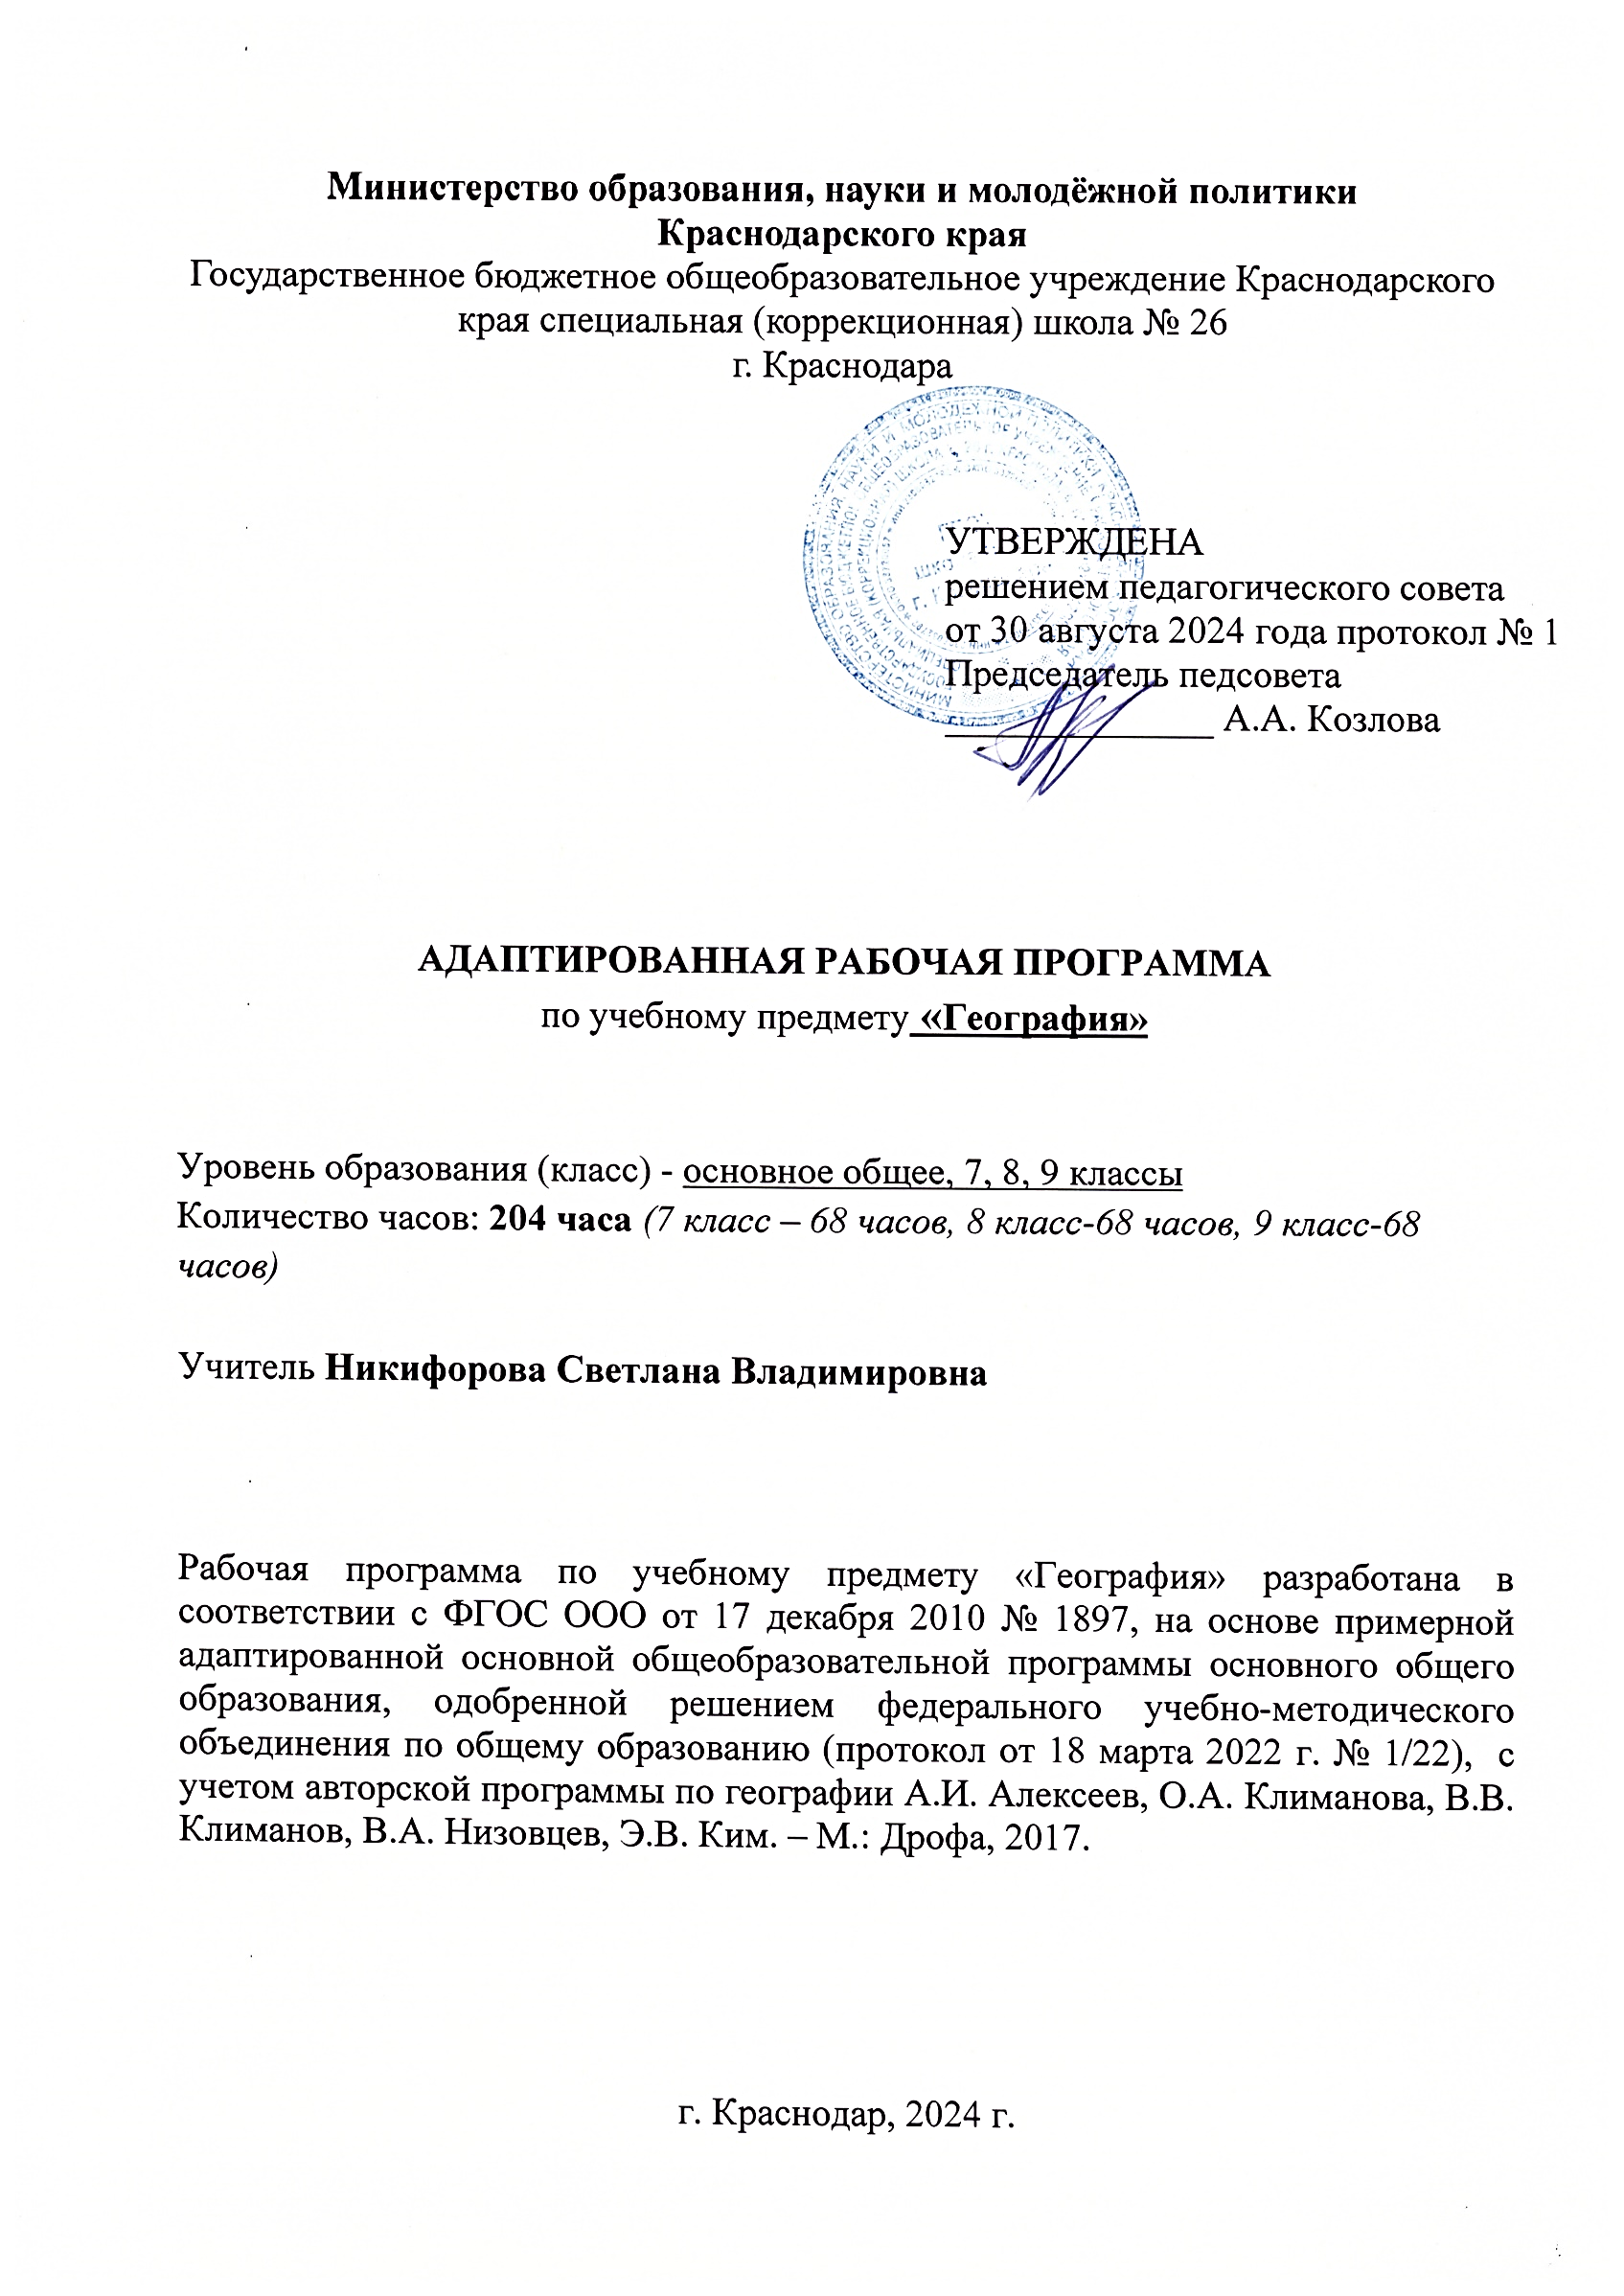 Министерство образования, науки и молодёжной политики
Краснодарского края
Государственное бюджетное общеобразовательное учреждение Краснодарского
края специальная (коррекционная) школа № 26
г. Краснодара
УТВЕРЖДЕНА
решением педагогического совета
от 30 августа 2024 года протокол № 1
Председатель педсовета
А.А. Козлова
АДАПТИРОВАННАЯ РАБОЧАЯ ПРОГРАММА
по учебному предмету «География»
Уровень образования (класс) - основное общее, 7, 8, 9 классы
Количество часов: 204 часа (7 класс – 68 часов, 8 класс-68 часов, 9 класс-68
часов)
Учитель Никифорова Светлана Владимировна
Рабочая программа по учебному предмету «География» разработана в
соответствии с ФГОС ООО от 17 декабря 2010 № 1897, на основе примерной
адаптированной основной общеобразовательной программы основного общего
образования, одобренной решением федерального учебно-методического
объединения по общему образованию (протокол от 18 марта 2022 г. № 1/22), с
учетом авторской программы по географии А.И. Алексеев, О.А. Климанова, В.В.
Климанов, В.А. Низовцев, Э.В. Ким. – М.: Дрофа, 2017.
г. Краснодар, 2024 г.